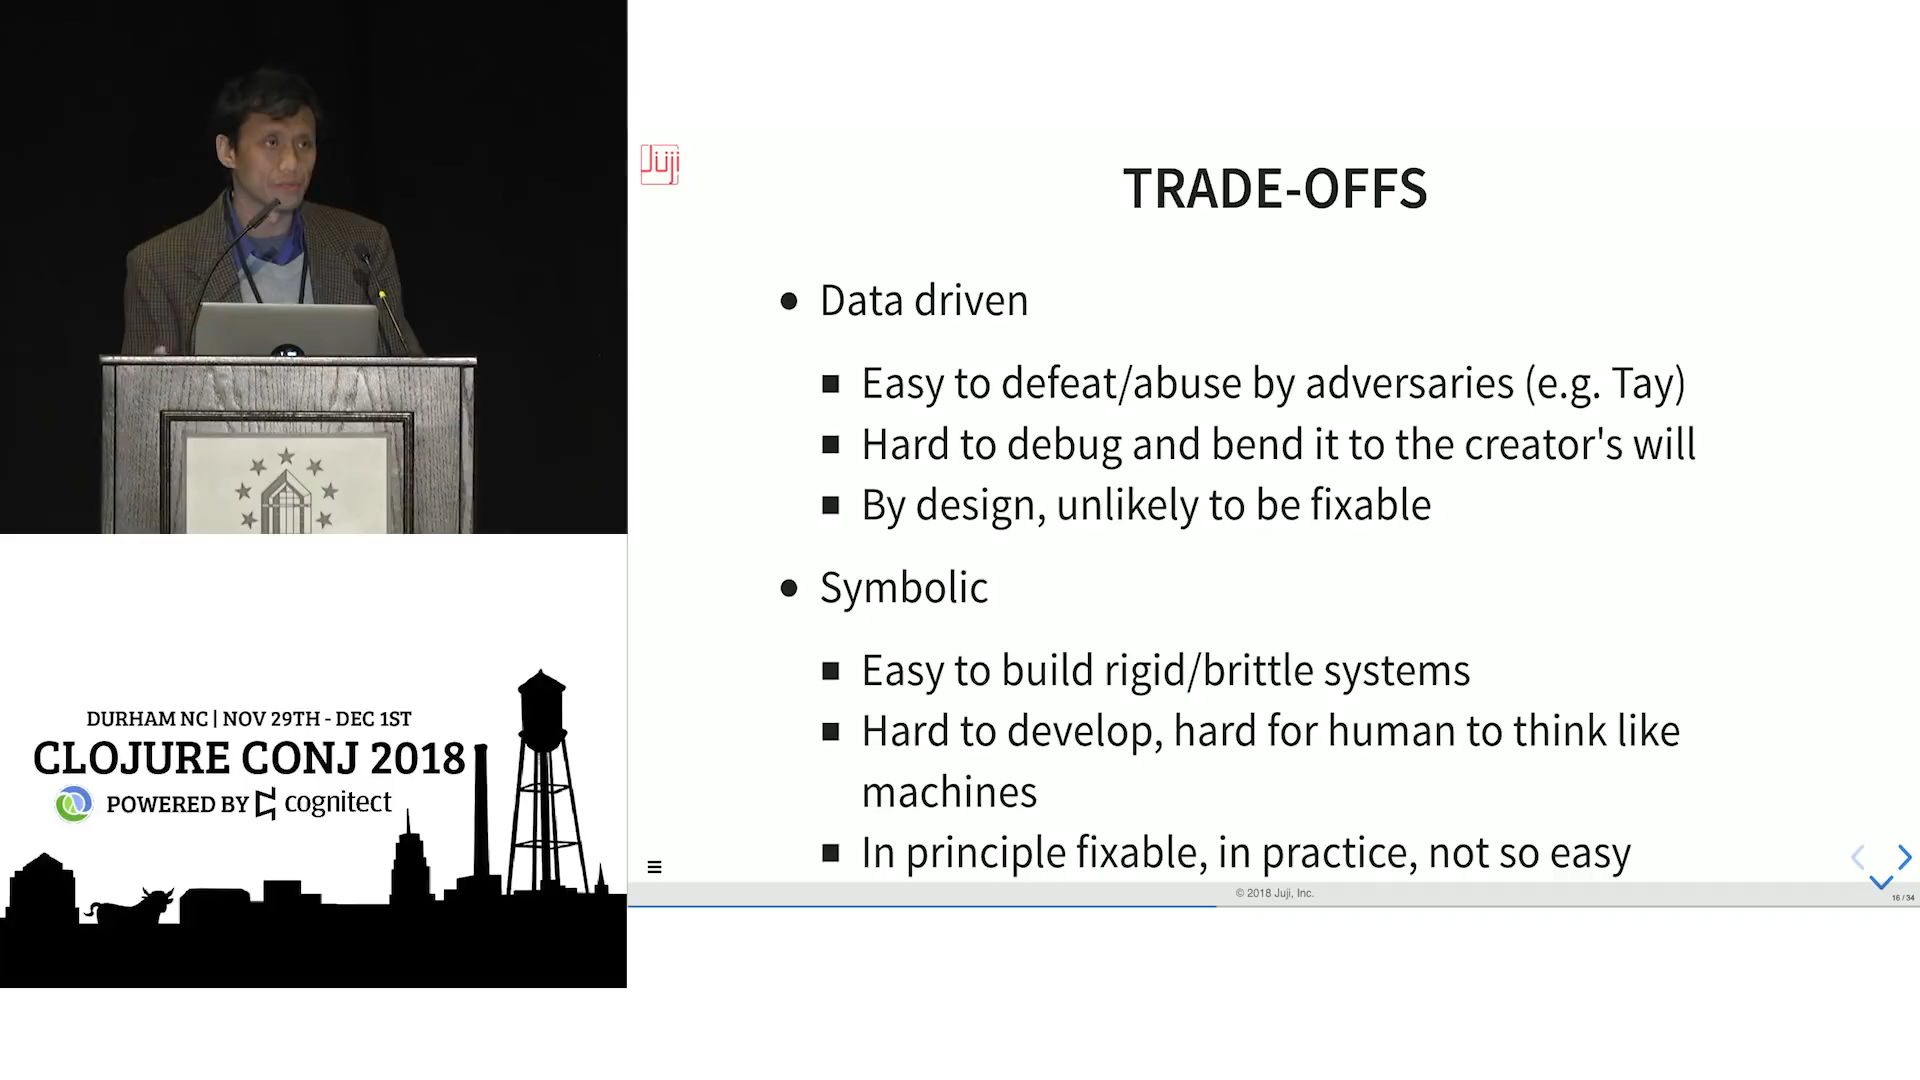 Juji
TRADE-OFFS
• Data driven
▪ Easy to defeat/abuse by adversaries (e.g. Tay)
▪ Hard to debug and bend it to the creator's will
▪ By design, unlikely to be fixable
• Symbolic
▪ Easy to build rigid/brittle systems
▪ Hard to develop, hard for human to think like
machines
▪ In principle fixable, in practice, not so easy
© 2018 Juji, Inc.
16 / 34
DURHAM NC | NOV 29TH - DEC 1ST
CLOJURE CONJ 2018
POWERED BY cognitect